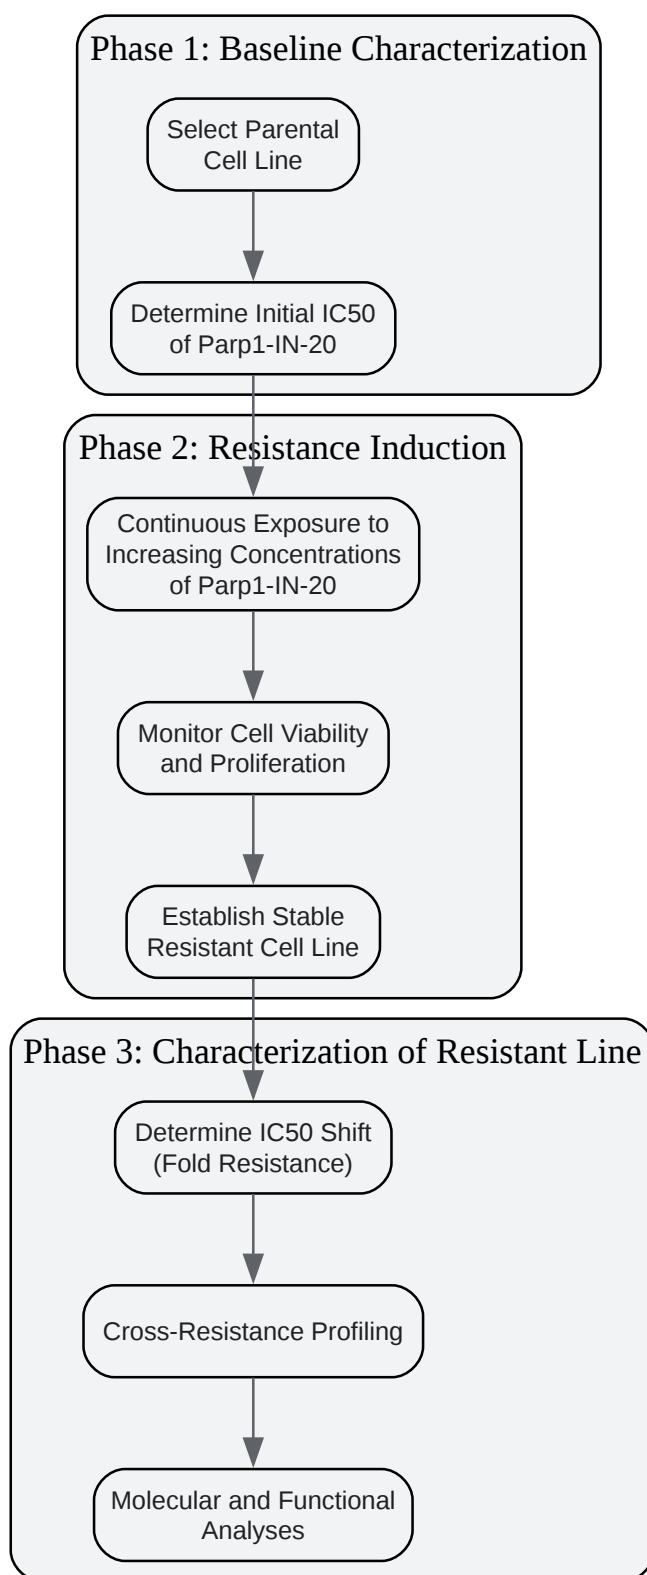 Phase 1: Baseline Characterization
Select Parental
Cell Line
Determine Initial IC50
of Parp1-IN-20
Phase 2: Resistance Induction
Continuous Exposure to
Increasing Concentrations
of Parp1-IN-20
Monitor Cell Viability
and Proliferation
Establish Stable
Resistant Cell Line
Phase 3: Characterization of Resistant Line
Determine IC50 Shift
(Fold Resistance)
Cross-Resistance Profiling
Molecular and Functional
Analyses